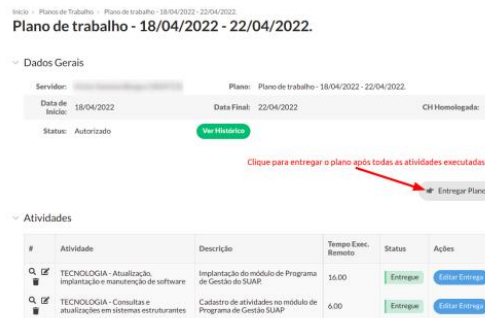 Início › Planos de Trabalho › Plano de trabalho - 18/04/2022 - 22/04/2022.
Plano de trabalho - 18/04/2022 - 22/04/2022.
Dados Gerais
Servidor: Plano: Plano de trabalho - 18/04/2022 - 22/04/2022.
Data de Início: 18/04/2022 Data Final: 22/04/2022 CH Homologada:
Status: Autorizado Ver Histórico
Clique para entregar o plano após todas as atividades executadas
Entregar Plano
Atividades
# Atividade Descrição Tempo Exec. Remoto Status Ações
TECNOLOGIA - Atualização, implantação e manutenção de software
Implantação do módulo de Programa de Gestão do SUAP.
16.00 Entregue Editar Entrega
TECNOLOGIA - Consultas e atualizações em sistemas estruturantes
Cadastro de atividades no módulo de Programa de Gestão SUAP
6.00 Entregue Editar Entrega